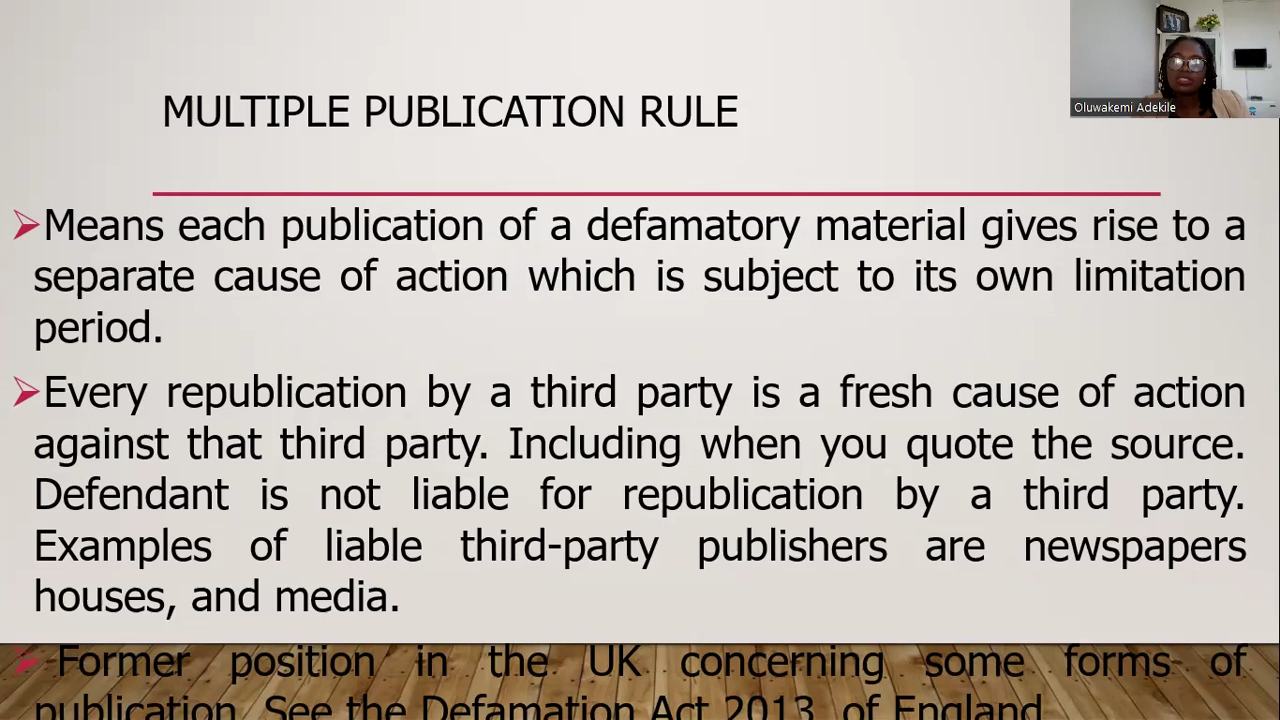 MULTIPLE PUBLICATION RULE
Oluwakemi Adekile
Means each publication of a defamatory material gives rise to a
separate cause of action which is subject to its own limitation
period.
Every republication by a third party is a fresh cause of action
against that third party. Including when you quote the source.
Defendant is not liable for republication by a third party.
Examples of liable third-party publishers are newspapers
houses, and media.
Former position in the UK concerning some forms of
publication. See the Defamation Act 2013, of England